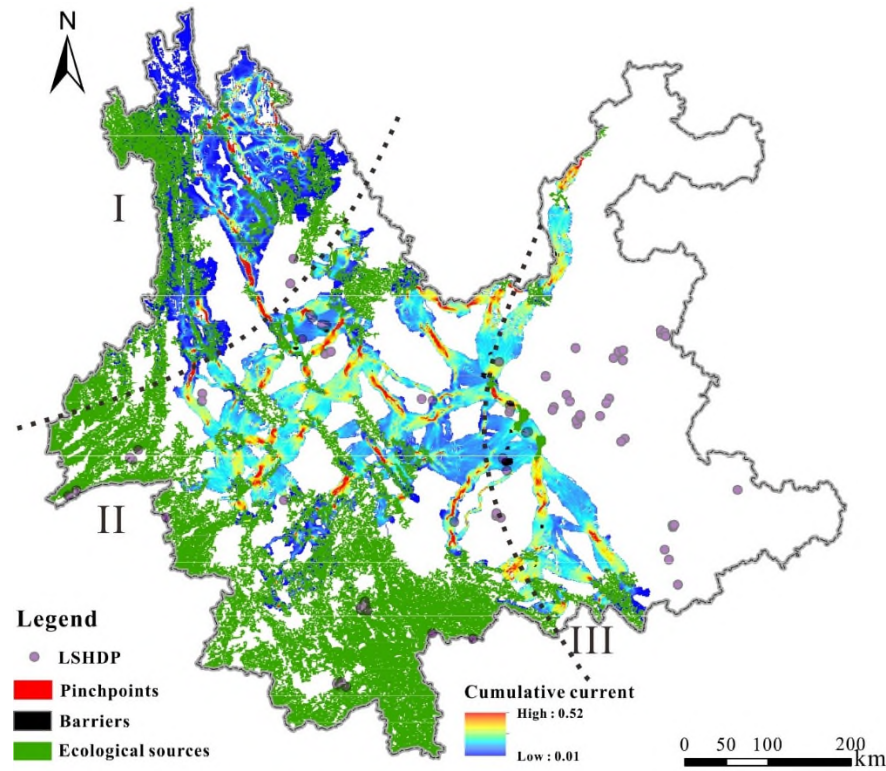 N
I
II
III
Legend
LSHDP
Pinchpoints
Barriers
Ecological sources
Cumulative current
High : 0.52
Low : 0.01
0 50 100 200
km